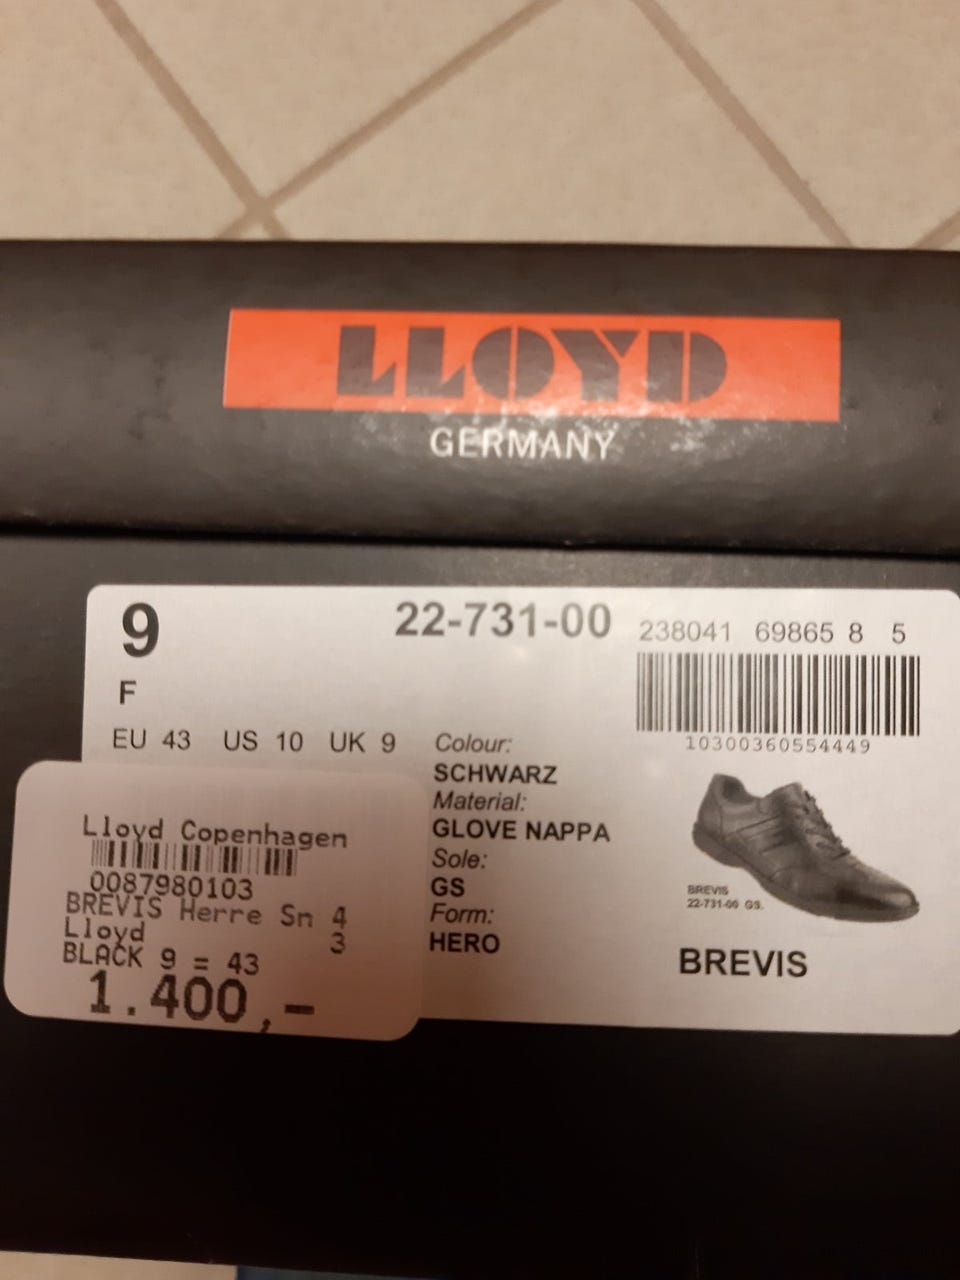 LLOYD
GERMANY
9
F
EU 43 US 10 UK 9
22-731-00
238041 69865 8 5
10300360554449
Colour:
SCHWARZ
Material:
GLOVE NAPPA
Sole:
GS
Form:
HERO
BREVIS
22-731-00 GS.
BREVIS
Lloyd Copenhagen
0087980103
BREVIS Herre Sn 4
Lloyd 3
BLACK 9 = 43
1.400,-